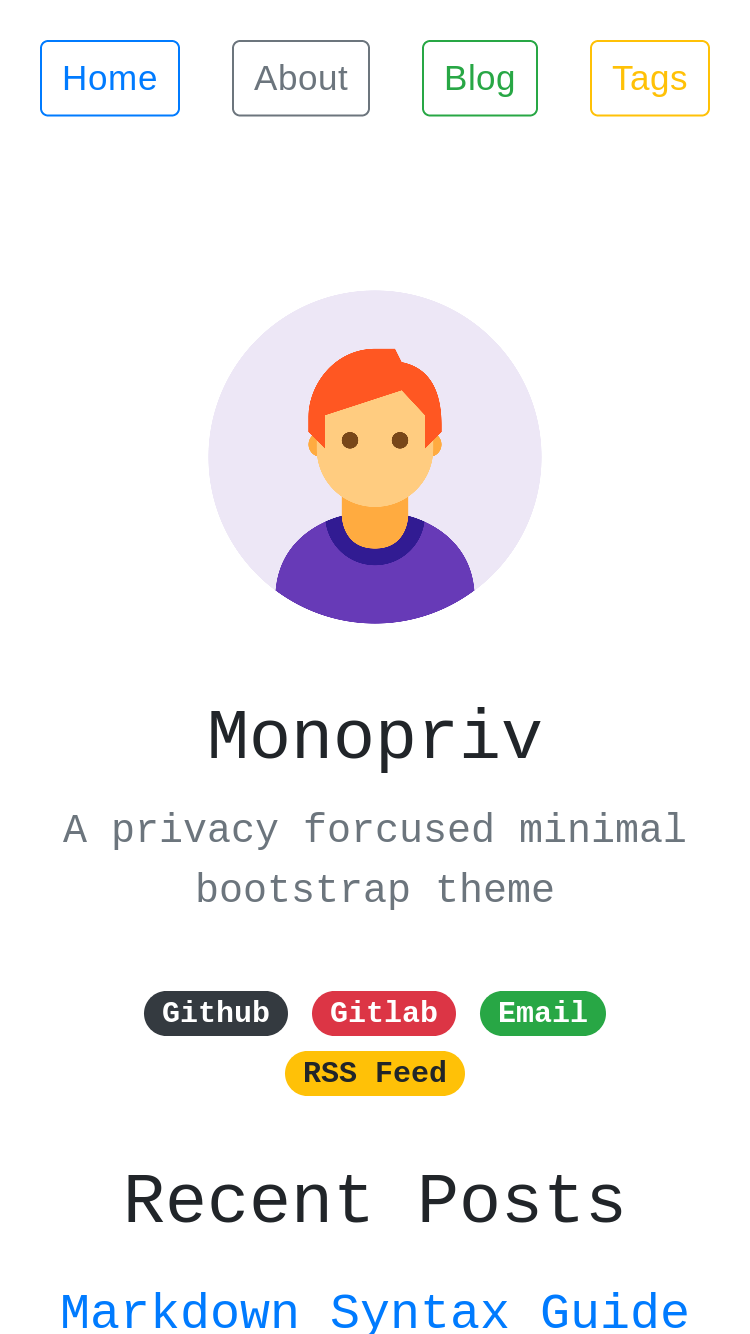 Home About Blog Tags
Monopriv
A privacy forcused minimal
bootstrap theme
Github Gitlab Email
RSS Feed
Recent Posts
Markdown Syntax Guide